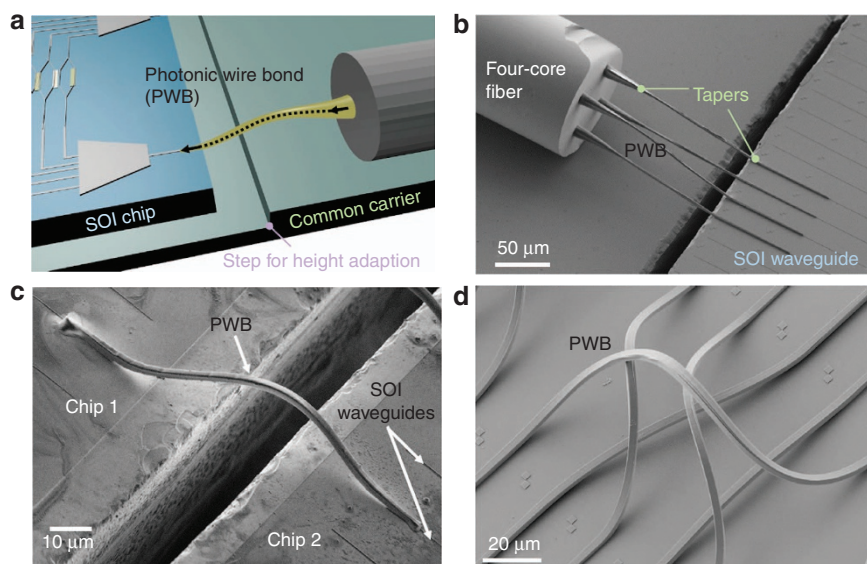 a
Photonic wire bond
(PWB)
SOI chip
Common carrier
Step for height adaption
b
Four-core
fiber
Tapers
PWB
50 μm
SOI waveguide
c
PWB
Chip 1
SOI
waveguides
10 μm
Chip 2
d
PWB
20 μm